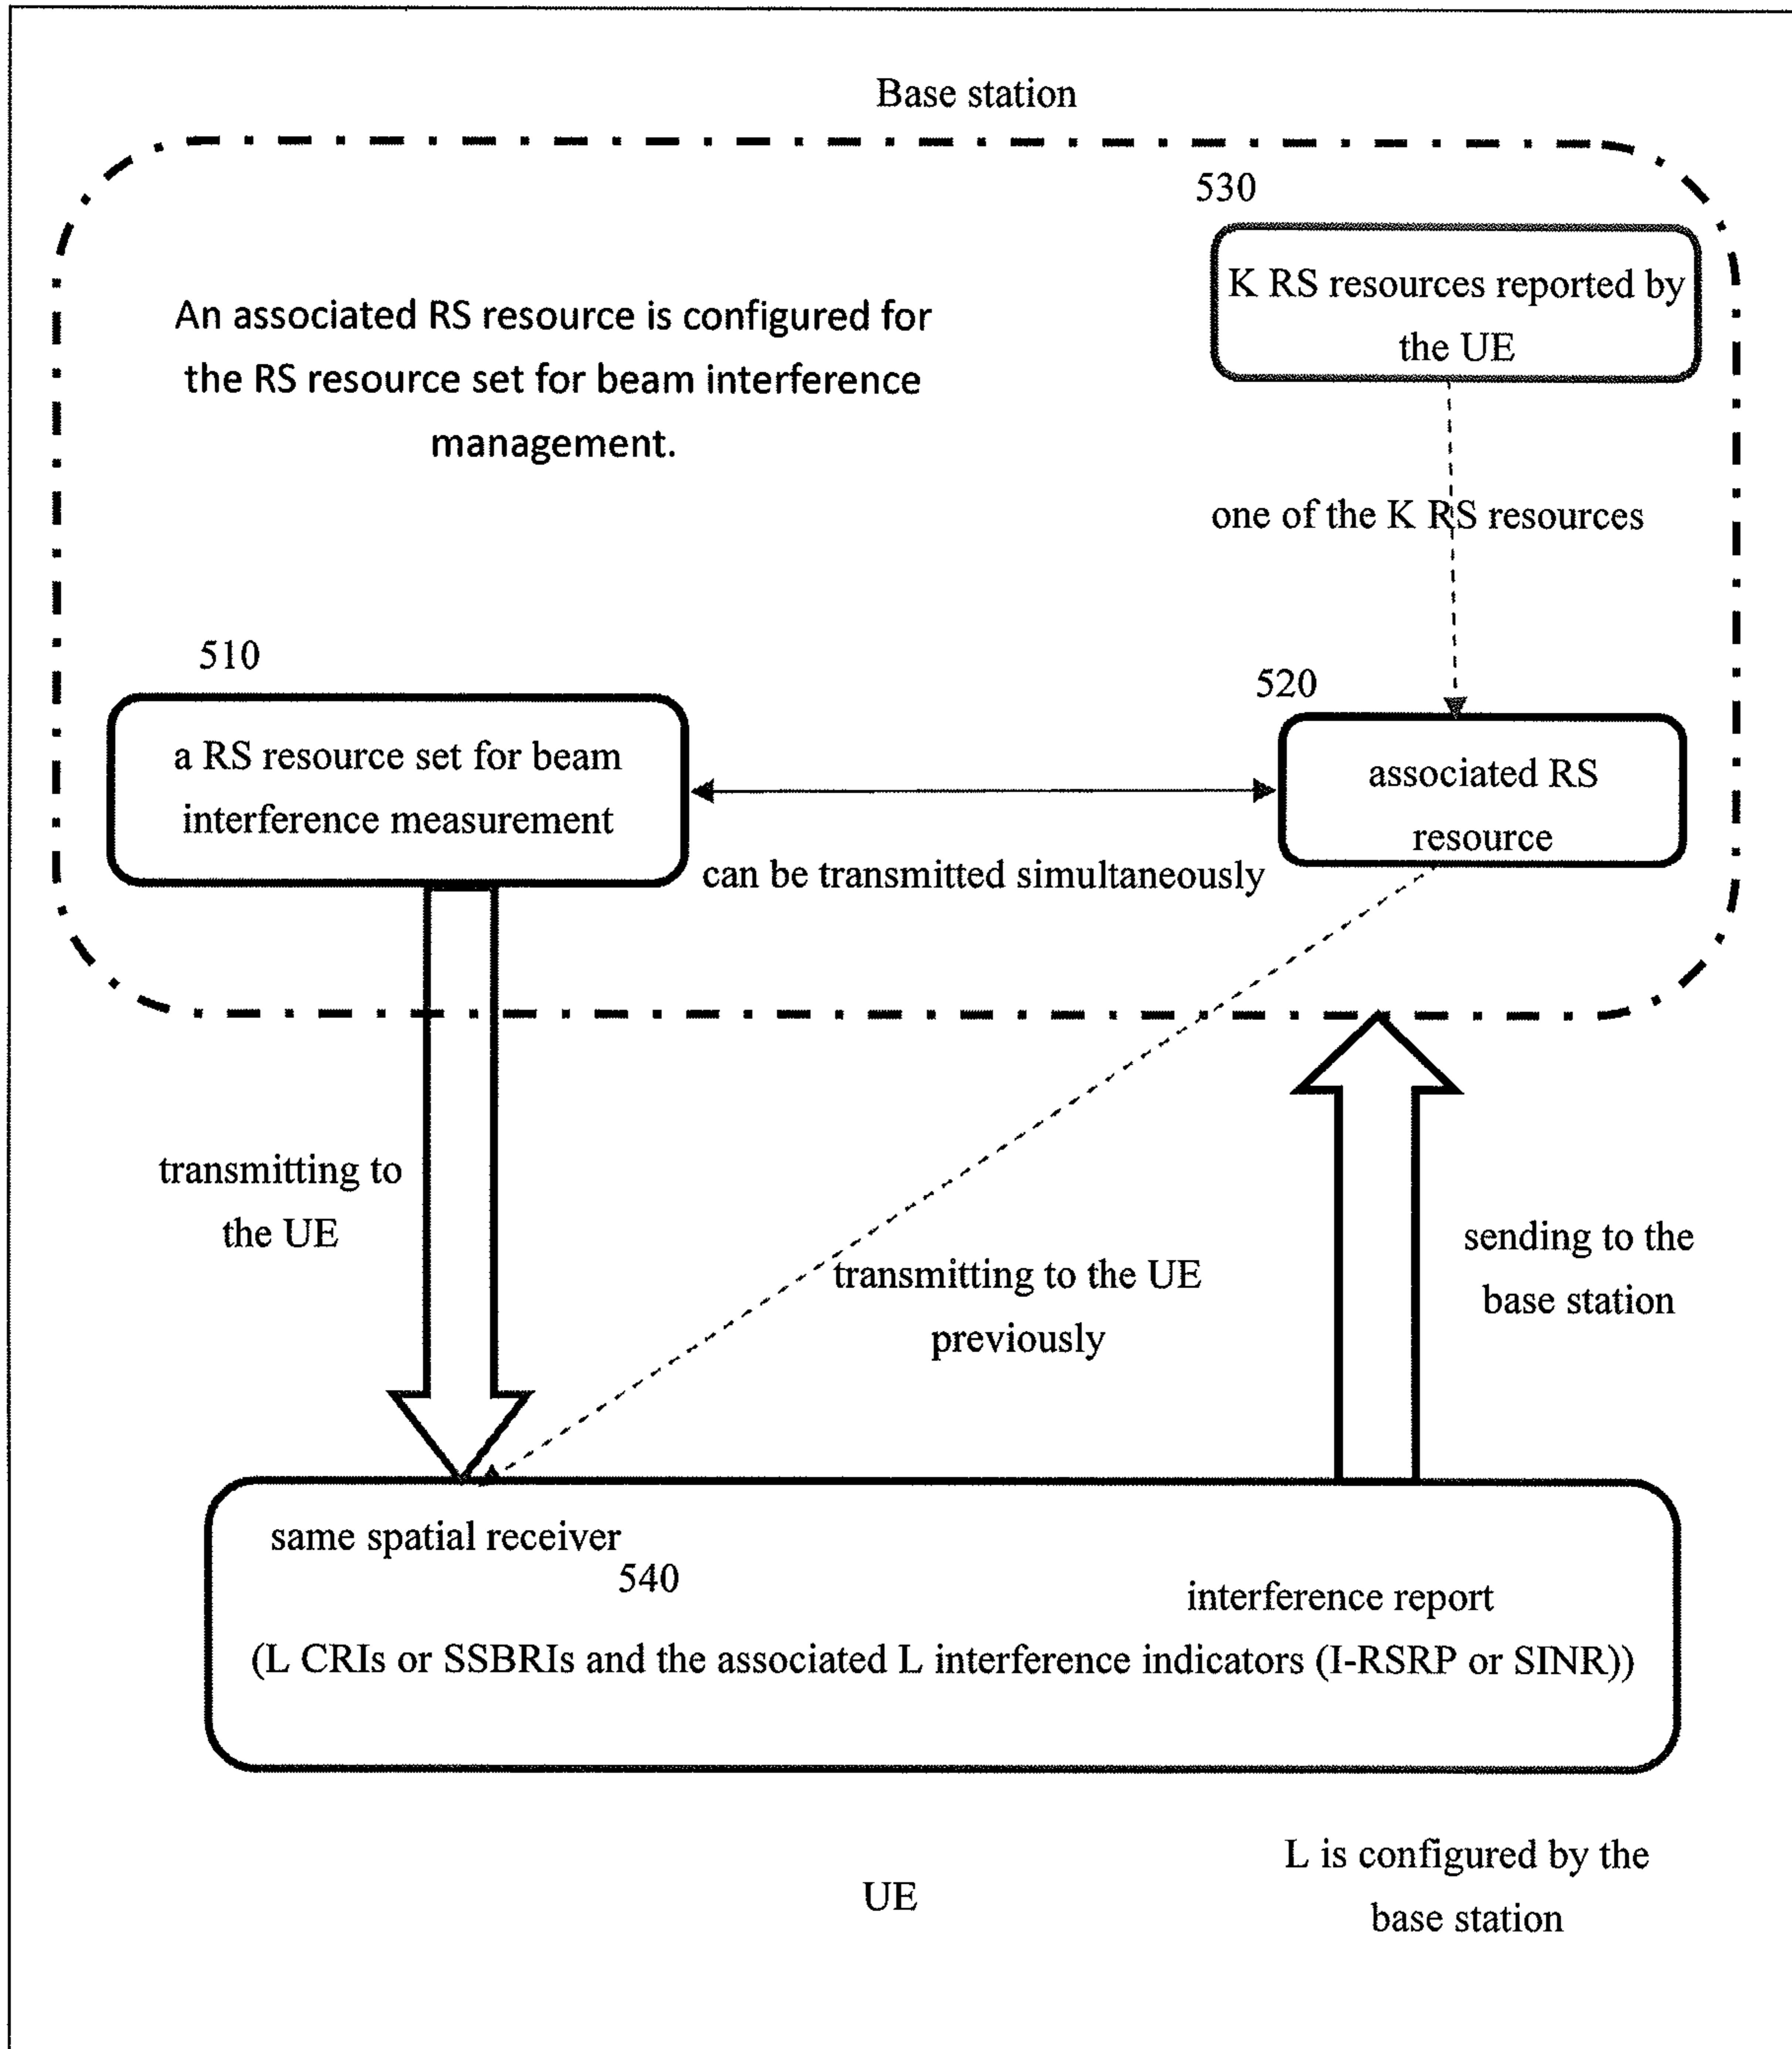 Base station
530
K RS resources reported by
the UE
An associated RS resource is configured for
the RS resource set for beam interference
management.
one of the K RS resources
510
520
a RS resource set for beam
interference measurement
associated RS
resource
can be transmitted simultaneously
transmitting to
the UE
transmitting to the UE
previously
sending to the
base station
same spatial receiver
540
interference report
(L CRIs or SSBRIs and the associated L interference indicators (I-RSRP or SINR))
L is configured by the
base station
UE